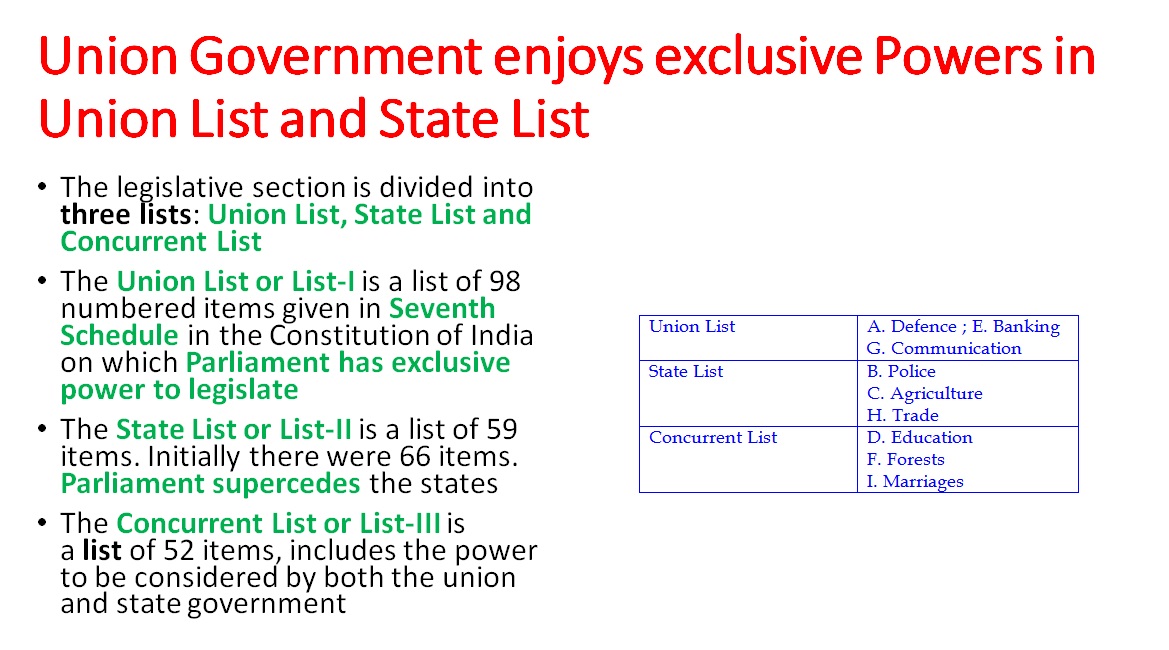 Union Government enjoys exclusive Powers in
Union List and State List
• The legislative section is divided into
three lists: Union List, State List and
Concurrent List
• The Union List or List-I is a list of 98
numbered items given in Seventh
Schedule in the Constitution of India
on which Parliament has exclusive
power to legislate
• The State List or List-II is a list of 59
items. Initially there were 66 items.
Parliament supercedes the states
• The Concurrent List or List-III is
a list of 52 items, includes the power
to be considered by both the union
and state government
Union List
A. Defence ; E. Banking
G. Communication
State List
B. Police
C. Agriculture
H. Trade
Concurrent List
D. Education
F. Forests
I. Marriages